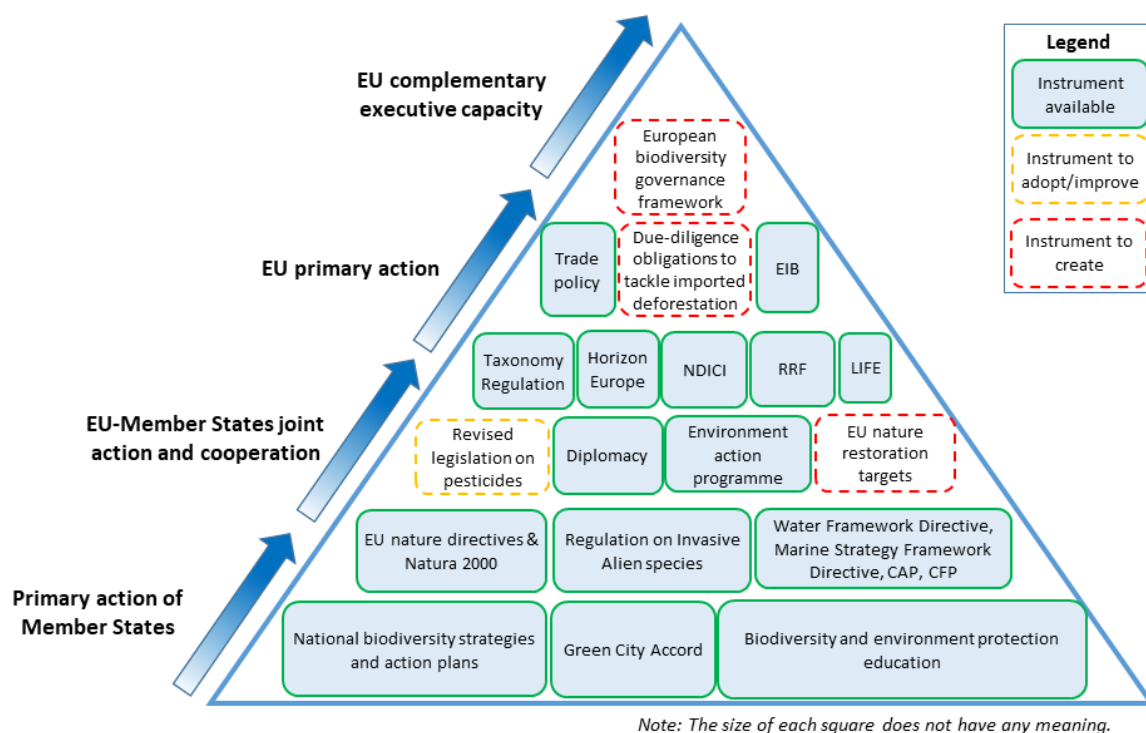 EU complementary
executive capacity
EU primary action
EU-Member States joint
action and cooperation
Primary action of
Member States
European
biodiversity
governance
framework
Trade
policy
Due-diligence
obligations to
tackle imported
deforestation
EIB
Taxonomy
Regulation
Horizon
Europe
NDICI
RRF
LIFE
Revised
legislation on
pesticides
Diplomacy
Environment
action
programme
EU nature
restoration
targets
EU nature directives &
Natura 2000
Regulation on Invasive
Alien species
Water Framework Directive,
Marine Strategy Framework
Directive, CAP, CFP
National biodiversity strategies
and action plans
Green City Accord
Biodiversity and environment protection
education
Legend
Instrument
available
Instrument to
adopt/improve
Instrument to
create
Note: The size of each square does not have any meaning.